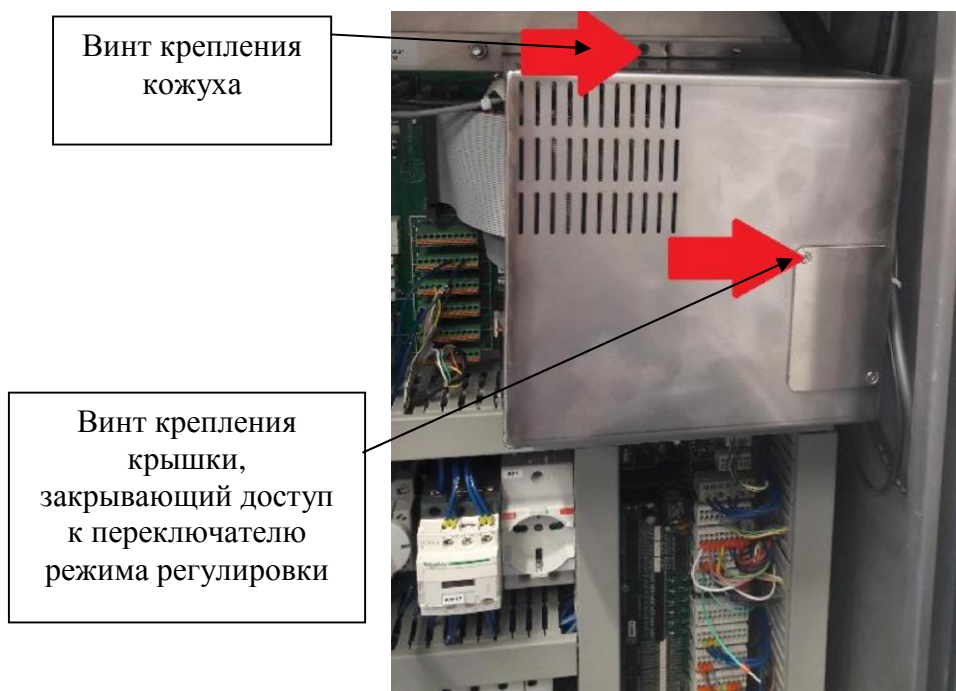 Винт крепления
кожуха
Винт крепления
крышки,
закрывающий доступ
к переключателю
режима регулировки